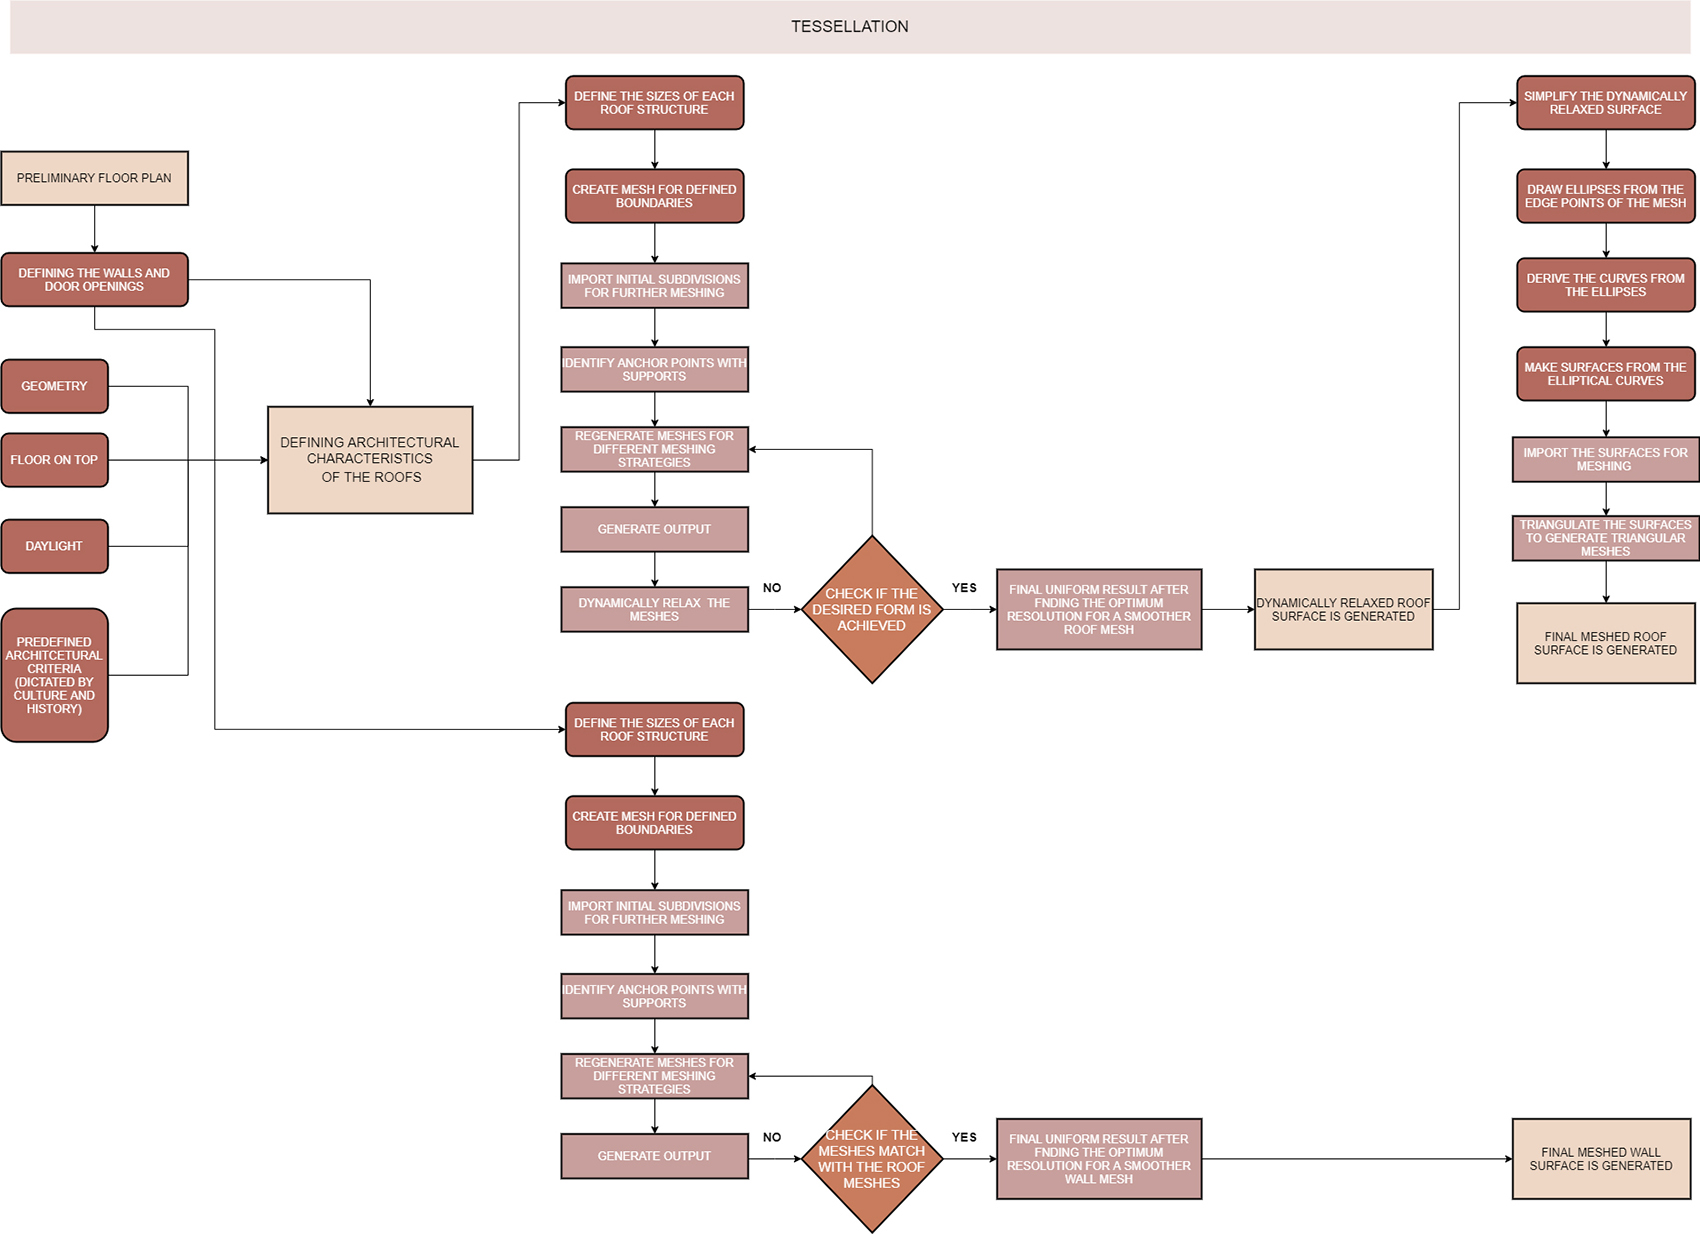 TESSELLATION
PRELIMINARY FLOOR PLAN
DEFINING THE WALLS AND
DOOR OPENINGS
GEOMETRY
FLOOR ON TOP
DAYLIGHT
PREDEFINED
ARCHITCETURAL
CRITERIA
(DICTATED BY
CULTURE AND
HISTORY)
DEFINING ARCHITECTURAL
CHARACTERISTICS
OF THE ROOFS
DEFINE THE SIZES OF EACH
ROOF STRUCTURE
CREATE MESH FOR DEFINED
BOUNDARIES
IMPORT INITIAL SUBDIVISIONS
FOR FURTHER MESHING
IDENTIFY ANCHOR POINTS WITH
SUPPORTS
REGENERATE MESHES FOR
DIFFERENT MESHING
STRATEGIES
GENERATE OUTPUT
DYNAMICALLY RELAX THE
MESHES
NO
CHECK IF THE
DESIRED FORM IS
ACHIEVED
YES
FINAL UNIFORM RESULT AFTER
FNDING THE OPTIMUM
RESOLUTION FOR A SMOOTHER
ROOF MESH
DYNAMICALLY RELAXED ROOF
SURFACE IS GENERATED
SIMPLIFY THE DYNAMICALLY
RELAXED SURFACE
DRAW ELLIPSES FROM THE
EDGE POINTS OF THE MESH
DERIVE THE CURVES FROM
THE ELLIPSES
MAKE SURFACES FROM THE
ELLIPTICAL CURVES
IMPORT THE SURFACES FOR
MESHING
TRIANGULATE THE SURFACES
TO GENERATE TRIANGULAR
MESHES
FINAL MESHED ROOF
SURFACE IS GENERATED
DEFINE THE SIZES OF EACH
ROOF STRUCTURE
CREATE MESH FOR DEFINED
BOUNDARIES
IMPORT INITIAL SUBDIVISIONS
FOR FURTHER MESHING
IDENTIFY ANCHOR POINTS WITH
SUPPORTS
REGENERATE MESHES FOR
DIFFERENT MESHING
STRATEGIES
GENERATE OUTPUT
NO
CHECK IF THE
MESHES MATCH
WITH THE ROOF
MESHES
YES
FINAL UNIFORM RESULT AFTER
FNDING THE OPTIMUM
RESOLUTION FOR A SMOOTHER
WALL MESH
FINAL MESHED WALL
SURFACE IS GENERATED